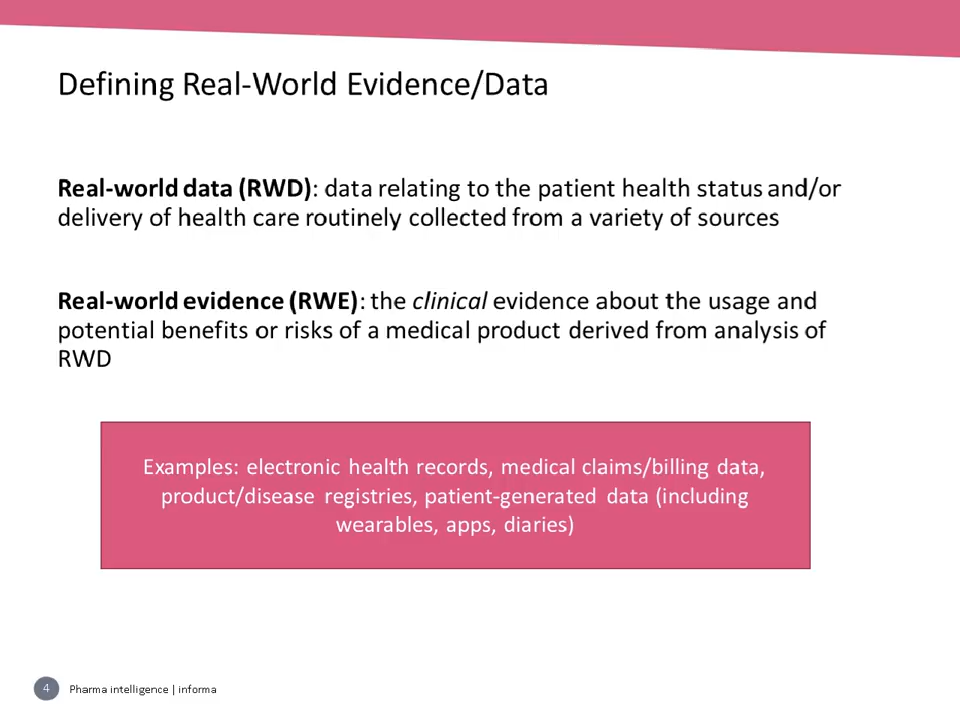 Defining Real-World Evidence/Data
Real-world data (RWD): data relating to the patient health status and/or
delivery of health care routinely collected from a variety of sources
Real-world evidence (RWE): the clinical evidence about the usage and
potential benefits or risks of a medical product derived from analysis of
RWD
Examples: electronic health records, medical claims/billing data,
product/disease registries, patient-generated data (including
wearables, apps, diaries)
4 Pharma intelligence | informa